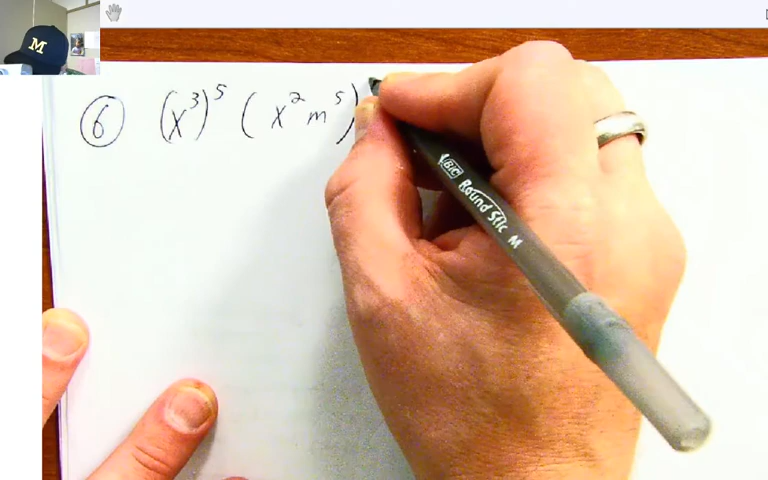 ⑥ (x³)⁵ (x²m⁵)
BIC Round Stic M
M